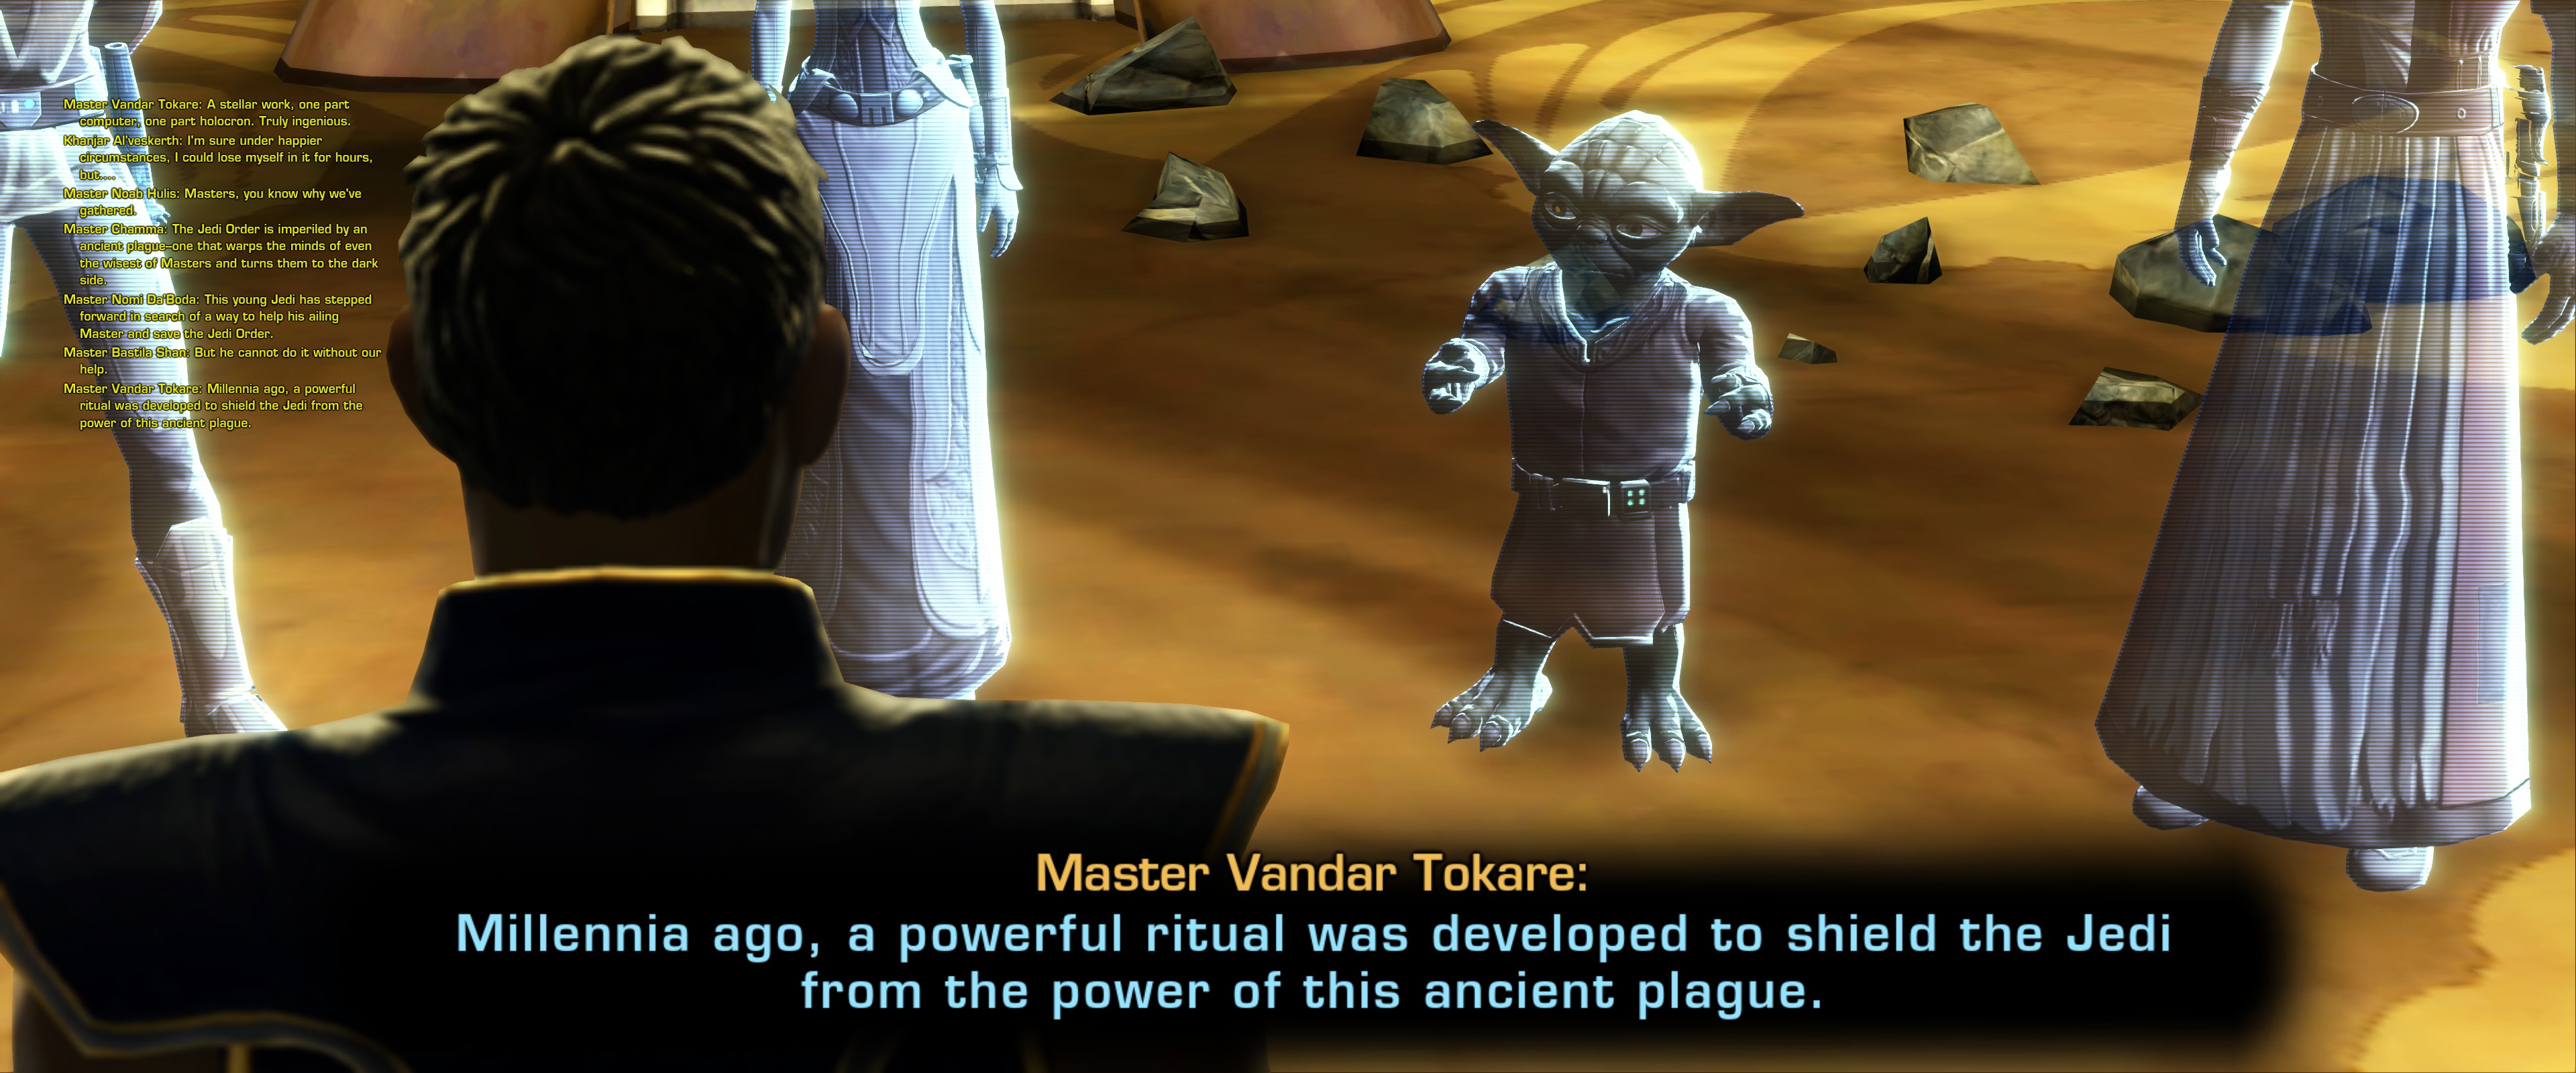 Master Vandar Tokare: A stellar work, one part
computer, one part holocron. Truly ingenious.
Khanjar Al'veskerth: I'm sure under happier
circumstances, I could lose myself in it for hours,
but....
Master Noab Hulis: Masters, you know why we've
gathered.
Master Chamma: The Jedi Order is imperiled by an
ancient plague–one that warps the minds of even
the wisest of Masters and turns them to the dark
side.
Master Nomi Da'Boda: This young Jedi has stepped
forward in search of a way to help his ailing
Master and save the Jedi Order.
Master Bastila Shan: But he cannot do it without our
help.
Master Vandar Tokare: Millennia ago, a powerful
ritual was developed to shield the Jedi from the
power of this ancient plague.
Master Vandar Tokare:
Millennia ago, a powerful ritual was developed to shield the Jedi
from the power of this ancient plague.